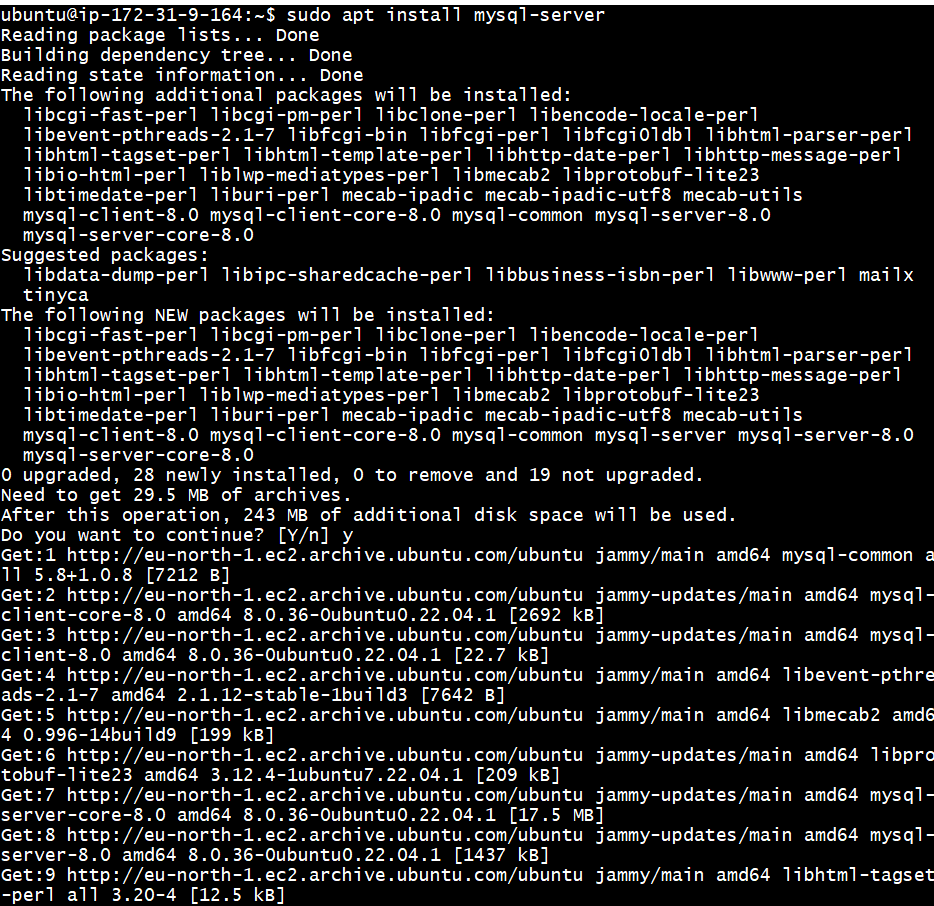 ubuntu@ip-172-31-9-164:~$ sudo apt install mysql-server
Reading package lists... Done
Building dependency tree... Done
Reading state information... Done
The following additional packages will be installed:
  libcgi-fast-perl libcgi-pm-perl libclone-perl libencode-locale-perl
  libevent-pthreads-2.1-7 libfcgi-bin libfcgi-perl libfcgi0ldbl libhtml-parser-perl
  libhtml-tagset-perl libhtml-template-perl libhttp-date-perl libhttp-message-perl
  libio-html-perl liblwp-mediatypes-perl libmecab2 libprotobuf-lite23
  libtimedate-perl liburi-perl mecab-ipadic mecab-ipadic-utf8 mecab-utils
  mysql-client-8.0 mysql-client-core-8.0 mysql-common mysql-server-8.0
  mysql-server-core-8.0
Suggested packages:
  libdata-dump-perl libipc-sharedcache-perl libbusiness-isbn-perl libwww-perl mailx
  tinyca
The following NEW packages will be installed:
  libcgi-fast-perl libcgi-pm-perl libclone-perl libencode-locale-perl
  libevent-pthreads-2.1-7 libfcgi-bin libfcgi-perl libfcgi0ldbl libhtml-parser-perl
  libhtml-tagset-perl libhtml-template-perl libhttp-date-perl libhttp-message-perl
  libio-html-perl liblwp-mediatypes-perl libmecab2 libprotobuf-lite23
  libtimedate-perl liburi-perl mecab-ipadic mecab-ipadic-utf8 mecab-utils
  mysql-client-8.0 mysql-client-core-8.0 mysql-common mysql-server mysql-server-8.0
  mysql-server-core-8.0
0 upgraded, 28 newly installed, 0 to remove and 19 not upgraded.
Need to get 29.5 MB of archives.
After this operation, 243 MB of additional disk space will be used.
Do you want to continue? [Y/n] y
Get:1 http://eu-north-1.ec2.archive.ubuntu.com/ubuntu jammy/main amd64 mysql-common a
ll 5.8+1.0.8 [7212 B]
Get:2 http://eu-north-1.ec2.archive.ubuntu.com/ubuntu jammy-updates/main amd64 mysql-
client-core-8.0 amd64 8.0.36-0ubuntu0.22.04.1 [2692 kB]
Get:3 http://eu-north-1.ec2.archive.ubuntu.com/ubuntu jammy-updates/main amd64 mysql-
client-8.0 amd64 8.0.36-0ubuntu0.22.04.1 [22.7 kB]
Get:4 http://eu-north-1.ec2.archive.ubuntu.com/ubuntu jammy/main amd64 libevent-pthre
ads-2.1-7 amd64 2.1.12-stable-1build3 [7642 B]
Get:5 http://eu-north-1.ec2.archive.ubuntu.com/ubuntu jammy/main amd64 libmecab2 amd6
4 0.996-14build9 [199 kB]
Get:6 http://eu-north-1.ec2.archive.ubuntu.com/ubuntu jammy-updates/main amd64 libpro
tobuf-lite23 amd64 3.12.4-1ubuntu7.22.04.1 [209 kB]
Get:7 http://eu-north-1.ec2.archive.ubuntu.com/ubuntu jammy-updates/main amd64 mysql-
server-core-8.0 amd64 8.0.36-0ubuntu0.22.04.1 [17.5 MB]
Get:8 http://eu-north-1.ec2.archive.ubuntu.com/ubuntu jammy-updates/main amd64 mysql-
server-8.0 amd64 8.0.36-0ubuntu0.22.04.1 [1437 kB]
Get:9 http://eu-north-1.ec2.archive.ubuntu.com/ubuntu jammy/main amd64 libhtml-tagset
-perl all 3.20-4 [12.5 kB]